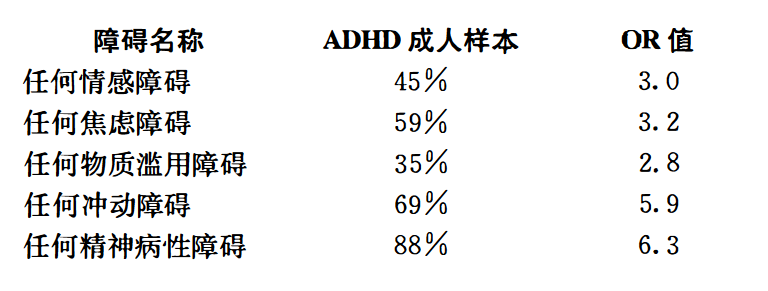 障碍名称 ADHD 成人样本 OR 值
任何情感障碍 45% 3.0
任何焦虑障碍 59% 3.2
任何物质滥用障碍 35% 2.8
任何冲动障碍 69% 5.9
任何精神病性障碍 88% 6.3